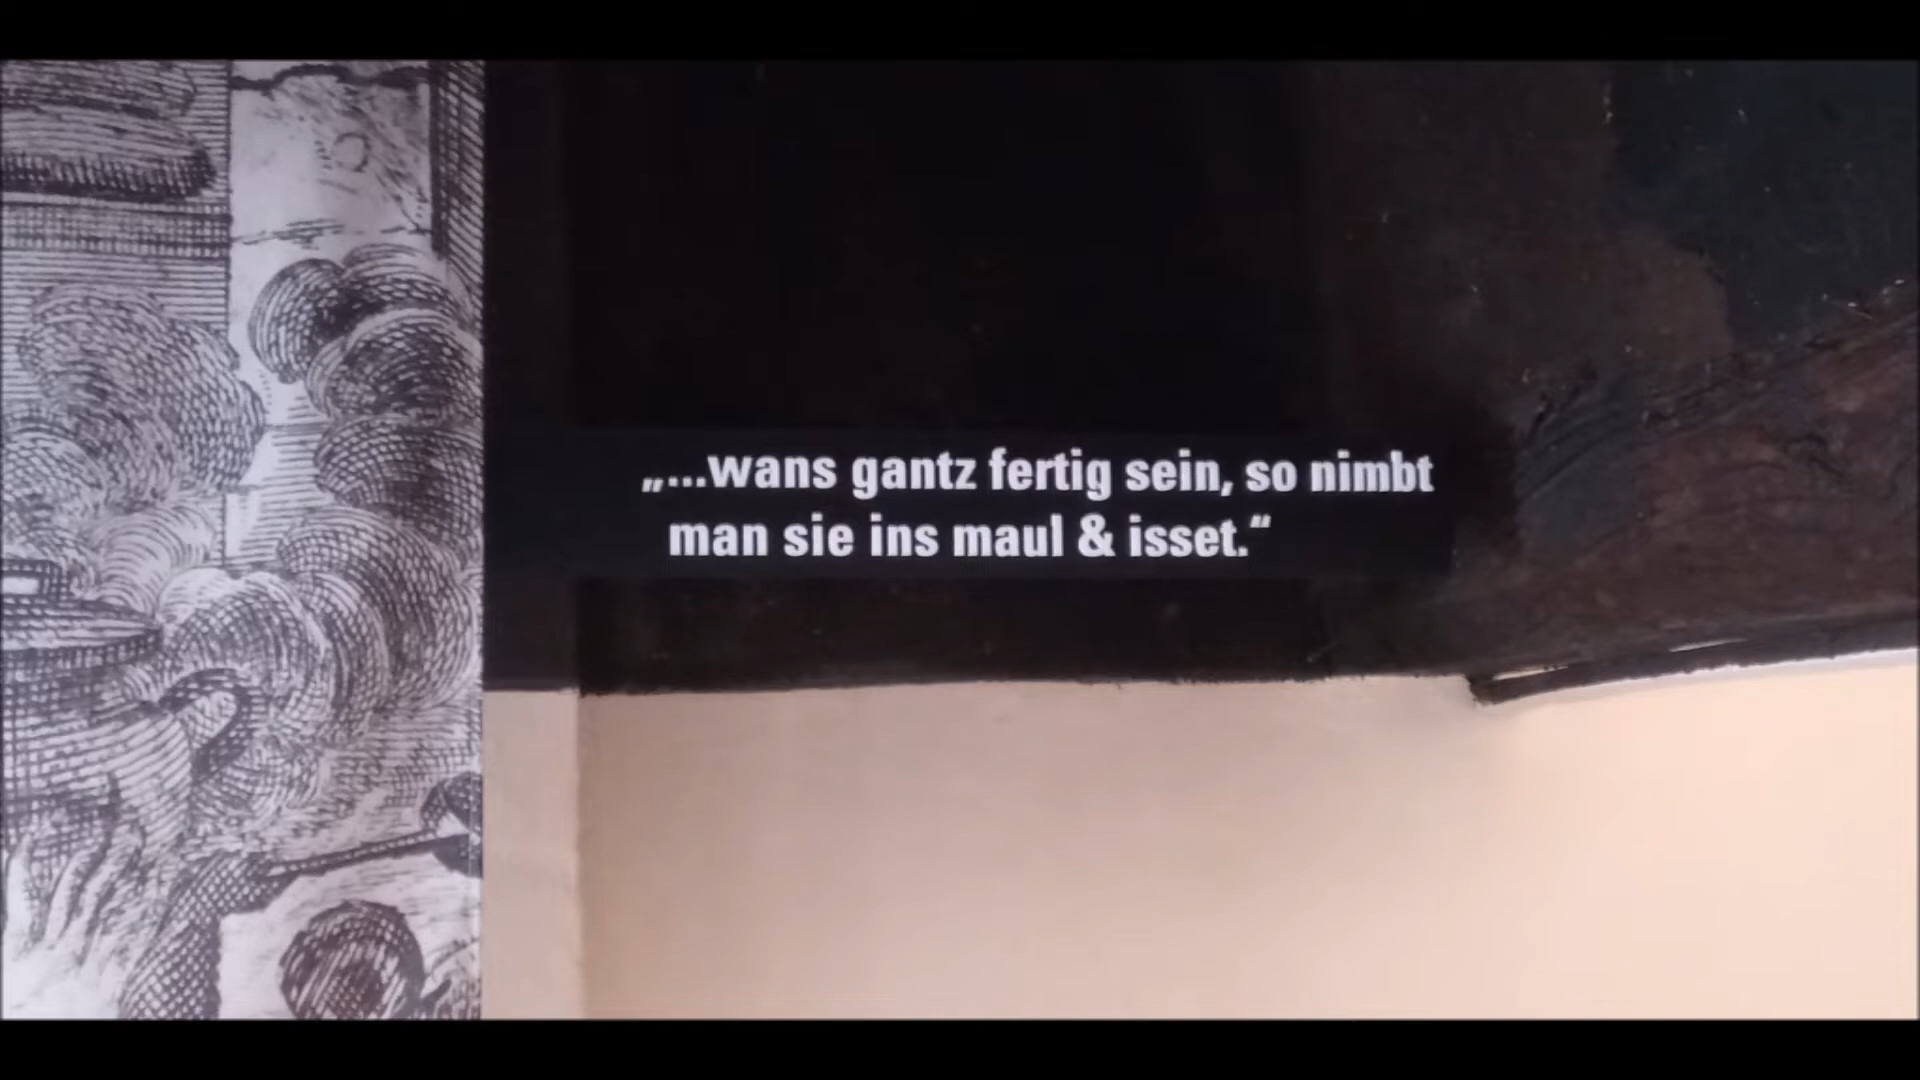 „...wans gantz fertig sein, so nimbt
man sie ins maul & isset.“